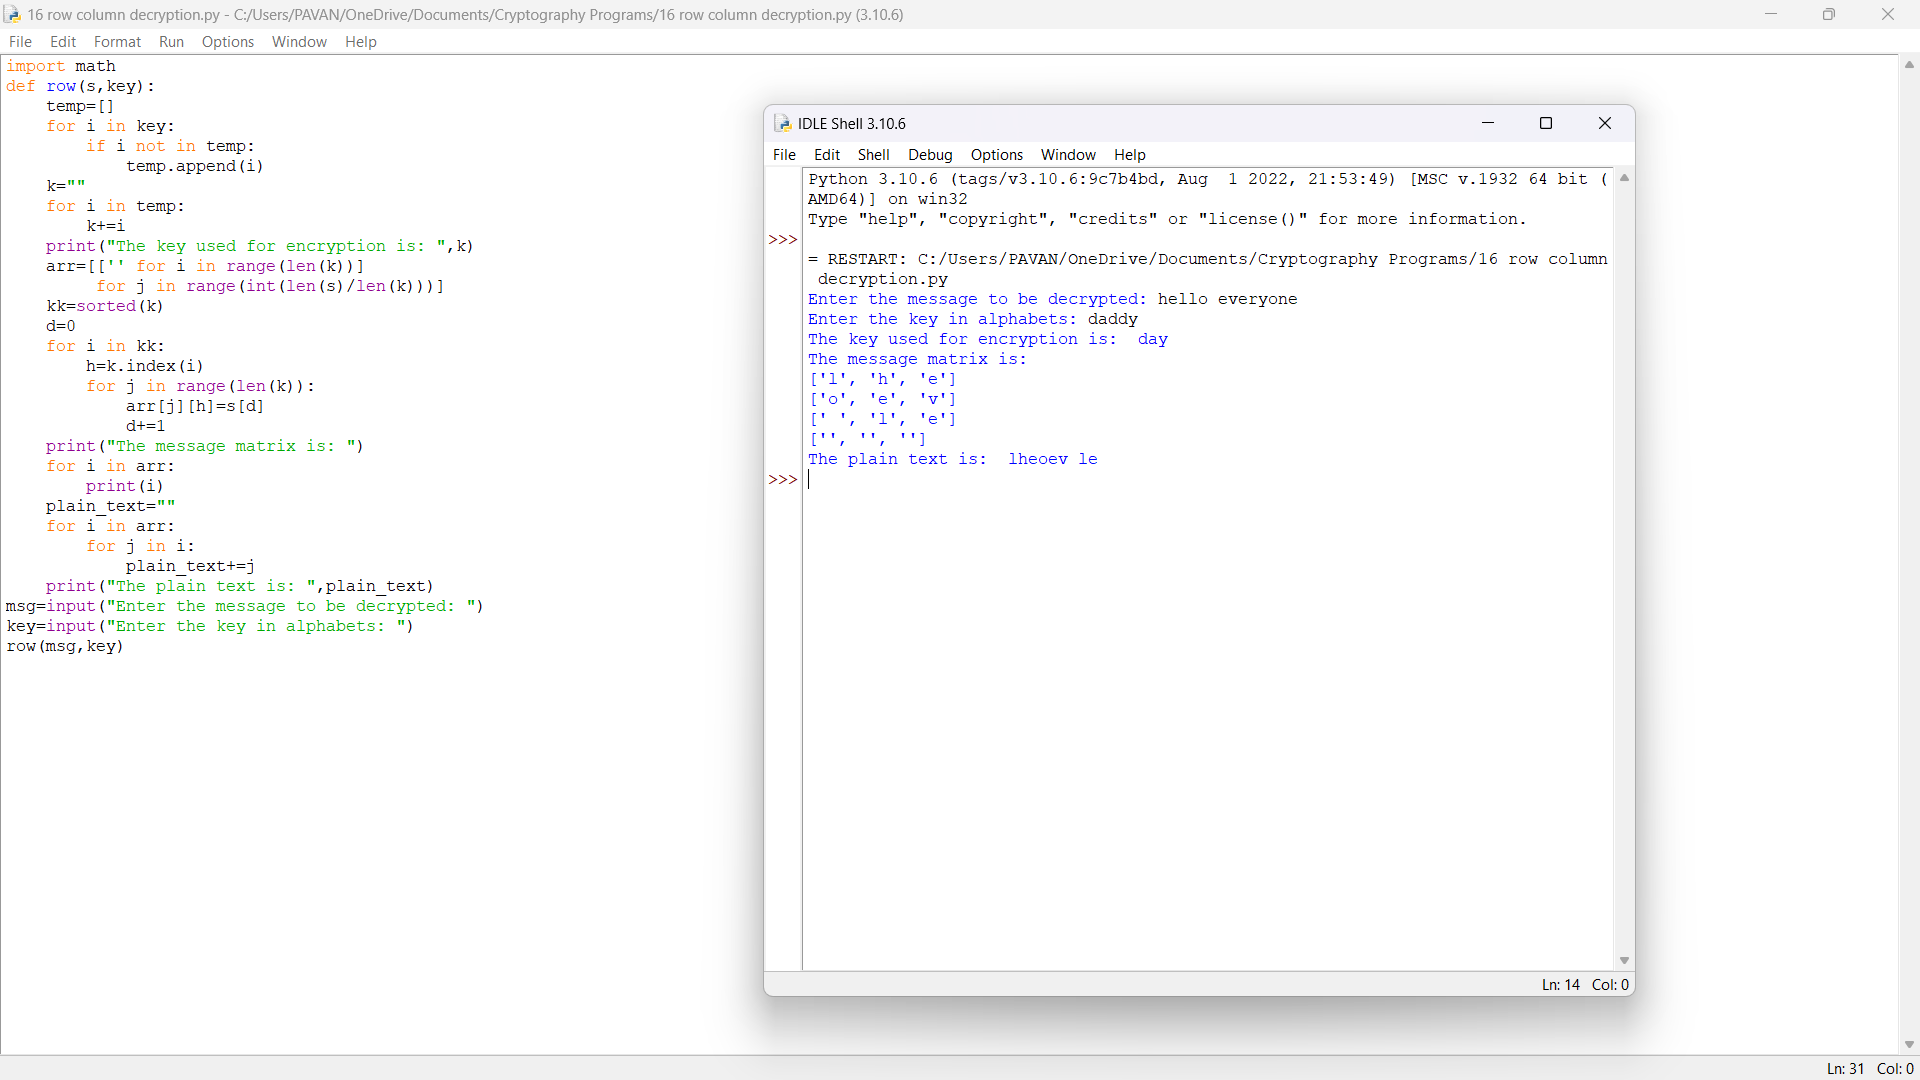 16 row column decryption.py - C:/Users/PAVAN/OneDrive/Documents/Cryptography Programs/16 row column decryption.py (3.10.6)
File Edit Format Run Options Window Help
import math
def row(s,key):
    temp=[]
    for i in key:
        if i not in temp:
            temp.append(i)
    k=""
    for i in temp:
        k+=i
    print("The key used for encryption is: ",k)
    arr=[['' for i in range(len(k))]
         for j in range(int(len(s)/len(k)))]
    kk=sorted(k)
    d=0
    for i in kk:
        h=k.index(i)
        for j in range(len(k)):
            arr[j][h]=s[d]
            d+=1
    print("The message matrix is: ")
    for i in arr:
        print(i)
    plain_text=""
    for i in arr:
        for j in i:
            plain_text+=j
    print("The plain text is: ",plain_text)
msg=input("Enter the message to be decrypted: ")
key=input("Enter the key in alphabets: ")
row(msg,key)
IDLE Shell 3.10.6
File Edit Shell Debug Options Window Help
Python 3.10.6 (tags/v3.10.6:9c7b4bd, Aug  1 2022, 21:53:49) [MSC v.1932 64 bit (
AMD64)] on win32
Type "help", "copyright", "credits" or "license()" for more information.
>>>
= RESTART: C:/Users/PAVAN/OneDrive/Documents/Cryptography Programs/16 row column
 decryption.py
Enter the message to be decrypted: hello everyone
Enter the key in alphabets: daddy
The key used for encryption is:  day
The message matrix is:
['l', 'h', 'e']
['o', 'e', 'v']
[' ', 'l', 'e']
['', '', '']
The plain text is:  lheoev le
>>>
Ln: 14 Col: 0
Ln: 31 Col: 0